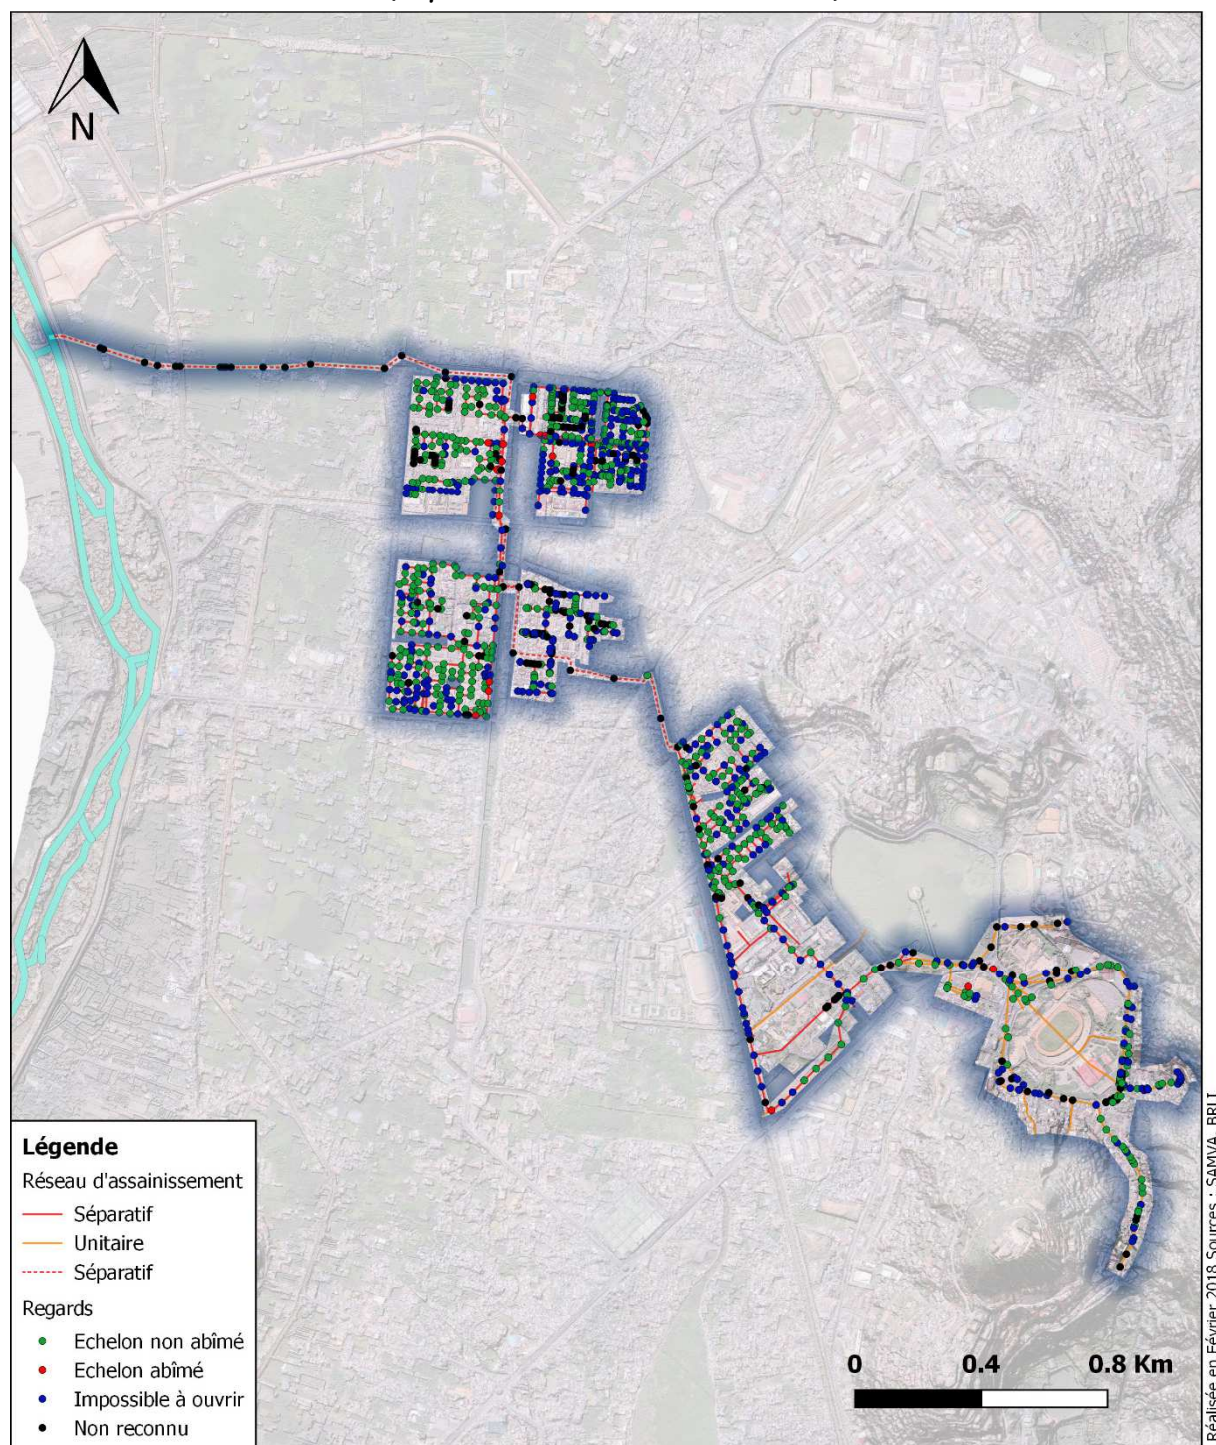 N
Légende
Réseau d'assainissement
Séparatif
Unitaire
Séparatif
Regards
Echelon non abîmé
Echelon abîmé
Impossible à ouvrir
Non reconnu
0 0.4 0.8 Km
Réalisée en Février 2018 Sources : SAMVA, BRLI